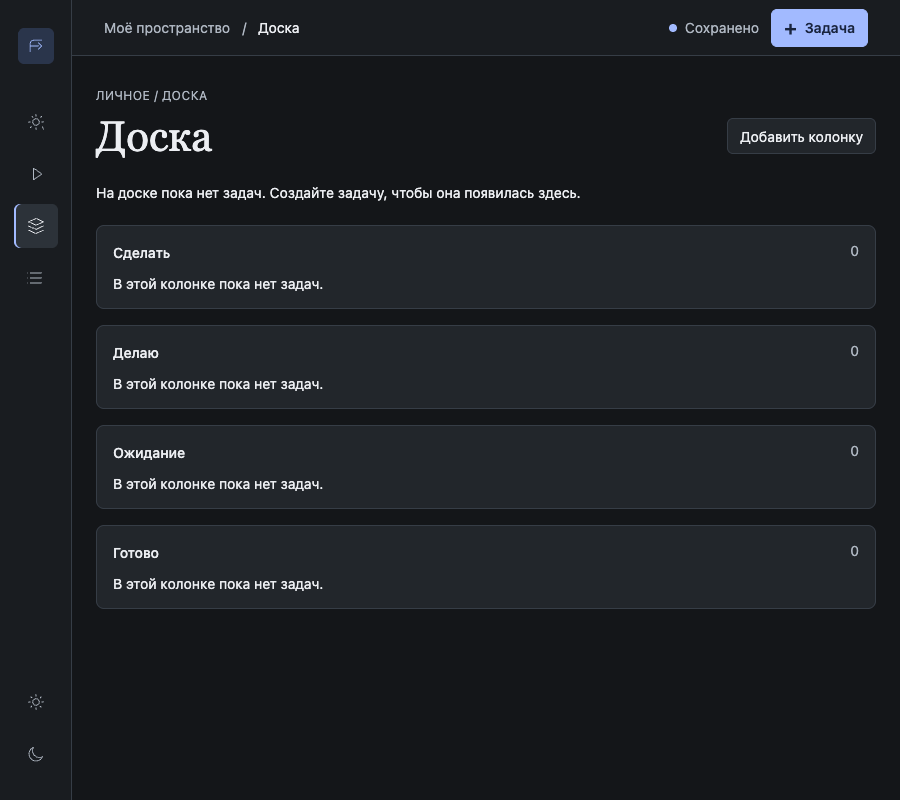 Моё пространство / Доска
Сохранено
+ Задача
ЛИЧНОЕ / ДОСКА
Доска
Добавить колонку
На доске пока нет задач. Создайте задачу, чтобы она появилась здесь.
Сделать 0
В этой колонке пока нет задач.
Делаю 0
В этой колонке пока нет задач.
Ожидание 0
В этой колонке пока нет задач.
Готово 0
В этой колонке пока нет задач.